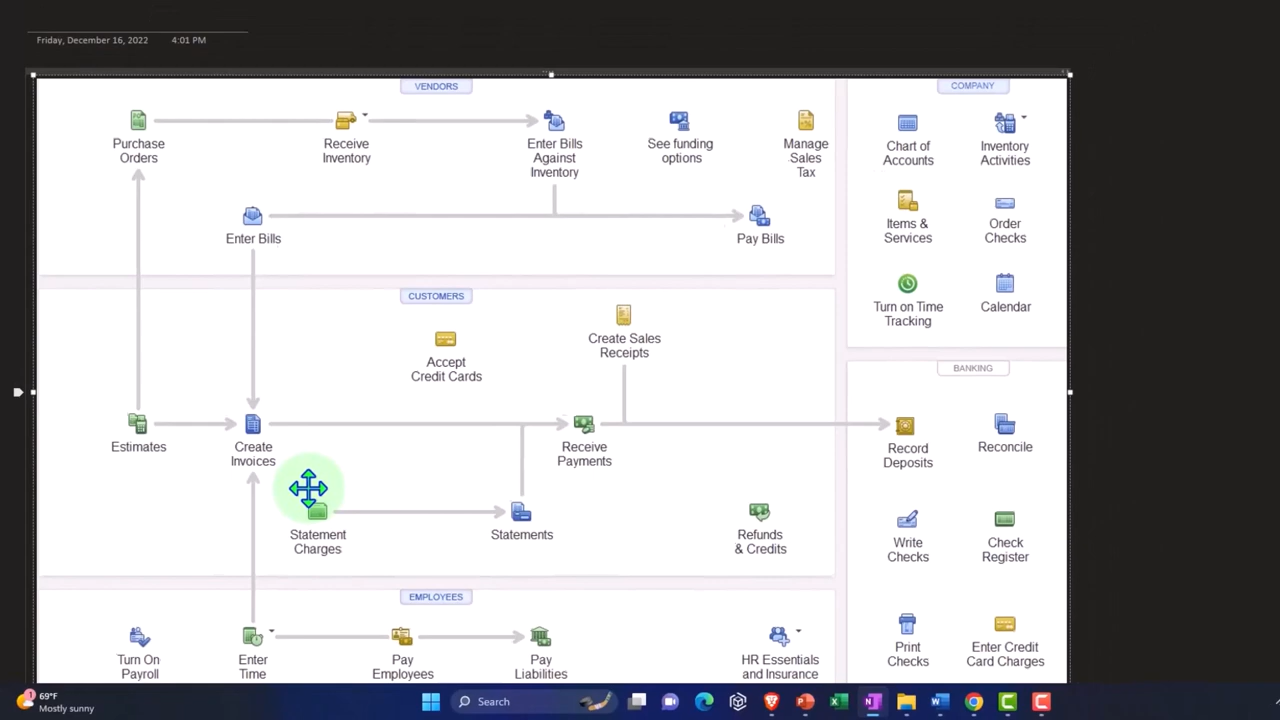 Friday, December 16, 2022 4:01 PM
VENDORS
Purchase
Orders
Receive
Inventory
Enter Bills
Against
Inventory
See funding
options
Manage
Sales
Tax
Enter Bills
Pay Bills
COMPANY
Chart of
Accounts
Inventory
Activities
Items &
Services
Order
Checks
Turn on Time
Tracking
Calendar
CUSTOMERS
Create Sales
Receipts
Accept
Credit Cards
Estimates
Create
Invoices
Receive
Payments
Statement
Charges
Statements
Refunds
& Credits
BANKING
Record
Deposits
Reconcile
Write
Checks
Check
Register
Print
Checks
Enter Credit
Card Charges
EMPLOYEES
Turn On
Payroll
Enter
Time
Pay
Employees
Pay
Liabilities
HR Essentials
and Insurance
1
69°F
Mostly sunny
Search